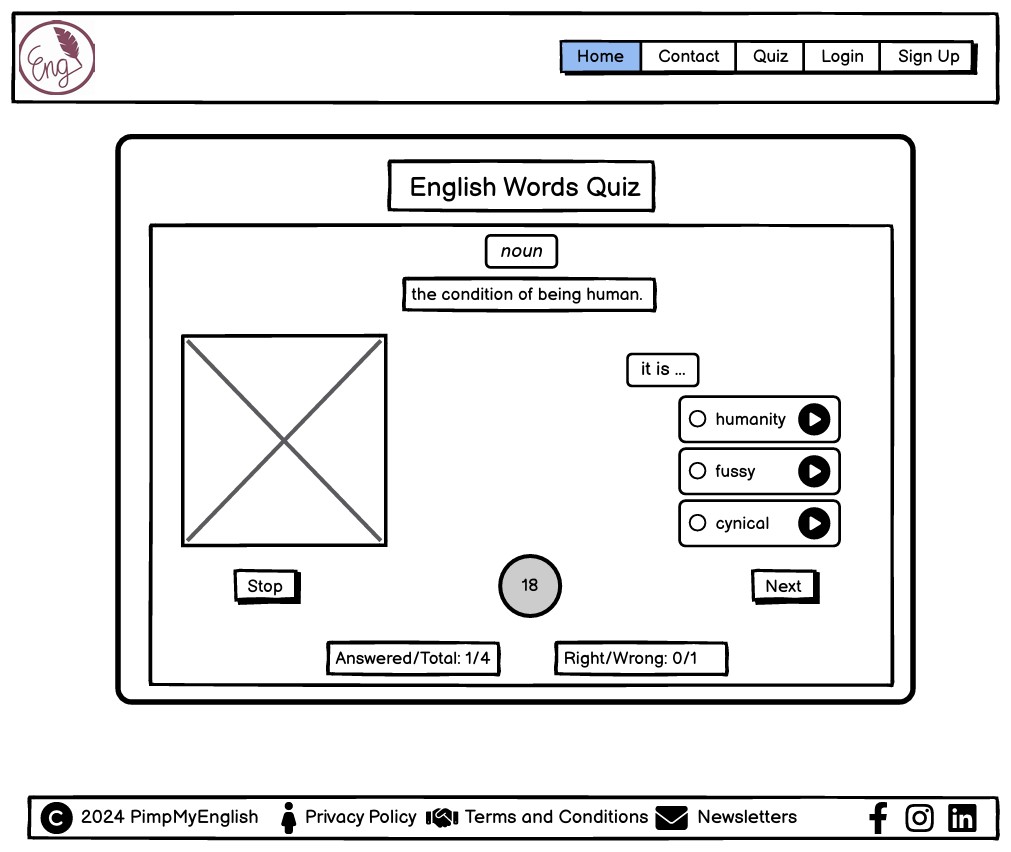 Eng
Home Contact Quiz Login Sign Up
English Words Quiz
noun
the condition of being human.
it is ...
humanity
fussy
cynical
Stop
18
Next
Answered/Total: 1/4
Right/Wrong: 0/1
C 2024 PimpMyEnglish Privacy Policy Terms and Conditions Newsletters f in